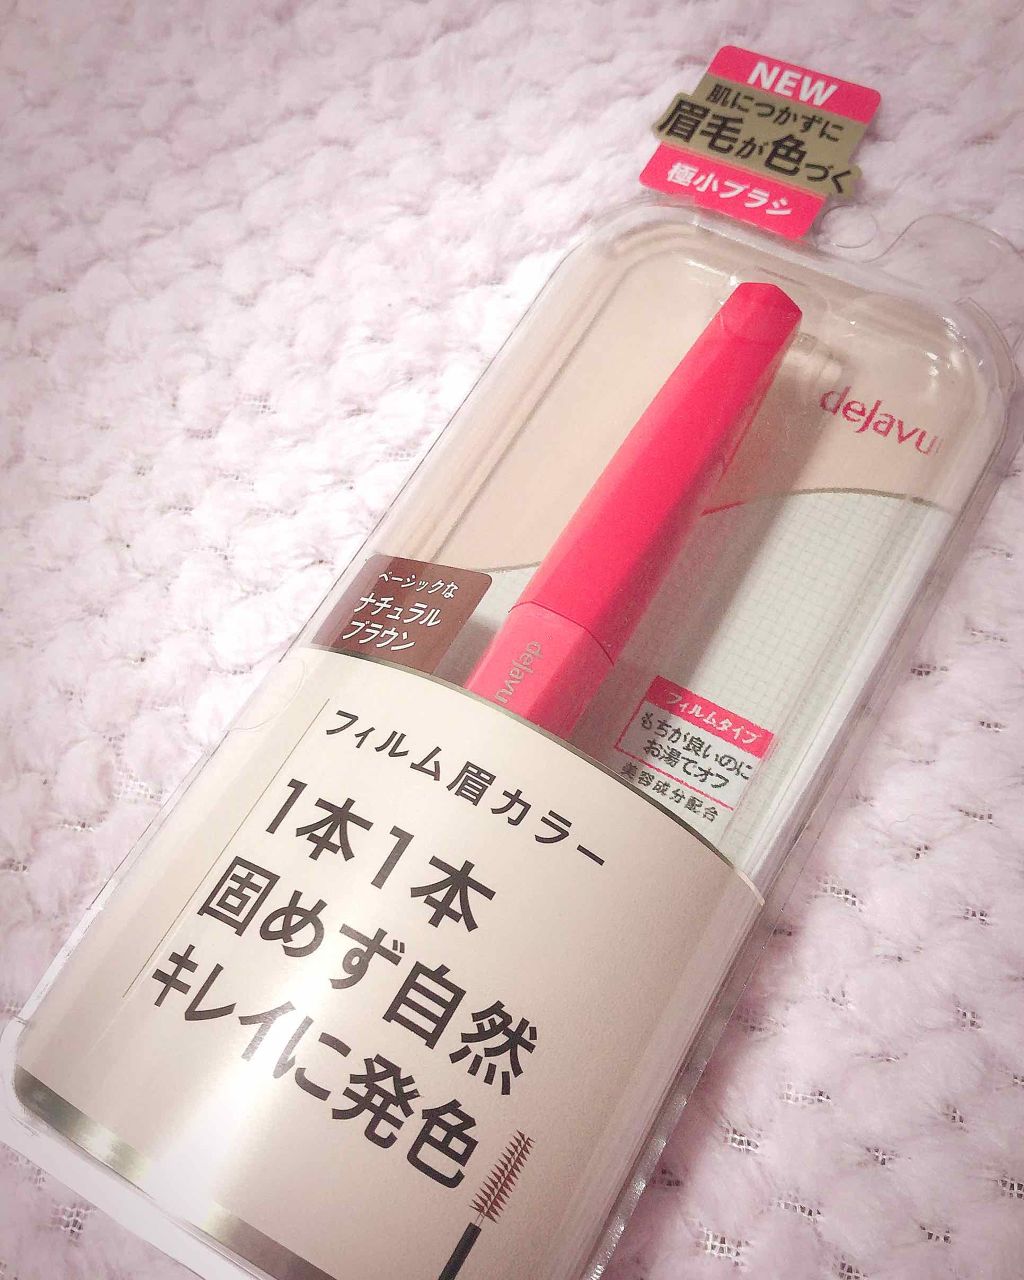 NEW
肌につかずに
眉毛が色づく
極小ブラシ
dejavu
ベーシックな
ナチュラル
ブラウン
dejavu
フィルムタイプ
もちが良いのに
お湯でオフ
美容成分配合
フィルム眉カラー
1本1本
固めず自然
キレイに発色